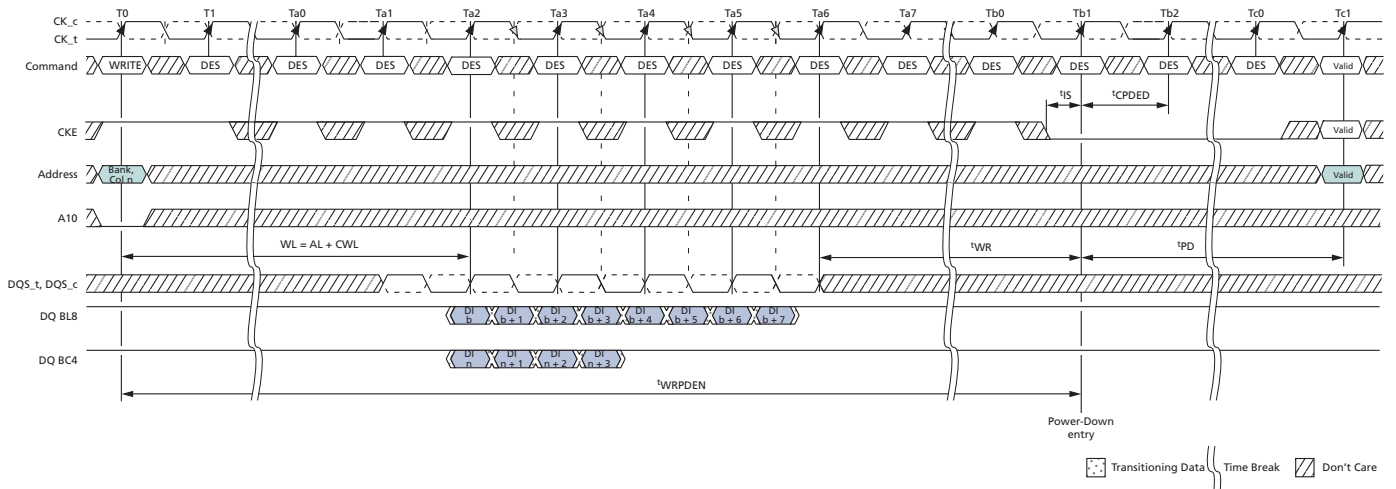 T0 T1 Ta0 Ta1 Ta2 Ta3 Ta4 Ta5 Ta6 Ta7 Tb0 Tb1 Tb2 Tc0 Tc1
CK_c
CK_t
Command WRITE DES DES DES DES DES DES DES DES DES DES DES DES DES Valid
tIS tCPDED
CKE Valid
Address Bank, Col n Valid
A10
WL = AL + CWL tWR tPD
DQS_t, DQS_c
DQ BL8 DI b DI b + 1 DI b + 2 DI b + 3 DI b + 4 DI b + 5 DI b + 6 DI b + 7
DQ BC4 DI n DI n + 1 DI n + 2 DI n + 3
tWRPDEN
Power-Down
entry
Transitioning Data Time Break Don't Care